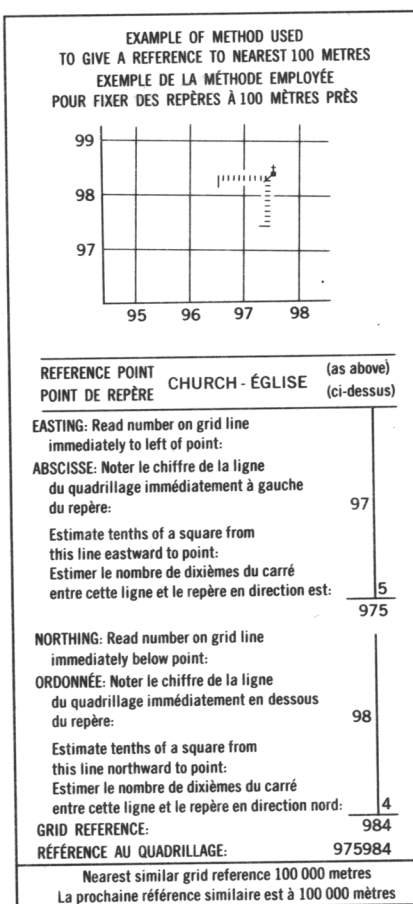 EXAMPLE OF METHOD USED
TO GIVE A REFERENCE TO NEAREST 100 METRES
EXEMPLE DE LA MÉTHODE EMPLOYÉE
POUR FIXER DES REPÈRES À 100 MÈTRES PRÈS
99
98
97
95 96 97 98
REFERENCE POINT
POINT DE REPÈRE
CHURCH - ÉGLISE
(as above)
(ci-dessus)
EASTING: Read number on grid line
immediately to left of point:
ABSCISSE: Noter le chiffre de la ligne
du quadrillage immédiatement à gauche
du repère: 97
Estimate tenths of a square from
this line eastward to point:
Estimer le nombre de dixièmes du carré
entre cette ligne et le repère en direction est: 5
975
NORTHING: Read number on grid line
immediately below point:
ORDONNÉE: Noter le chiffre de la ligne
du quadrillage immédiatement en dessous
du repère: 98
Estimate tenths of a square from
this line northward to point:
Estimer le nombre de dixièmes du carré
entre cette ligne et le repère en direction nord: 4
GRID REFERENCE: 984
RÉFÉRENCE AU QUADRILLAGE: 975984
Nearest similar grid reference 100 000 metres
La prochaine référence similaire est à 100 000 mètres